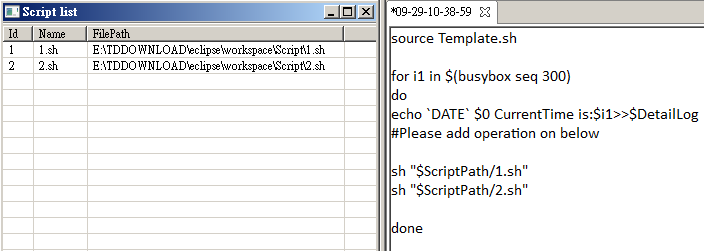 Script list
Id Name FilePath
1 1.sh E:\TDDOWNLOAD\eclipse\workspace\Script\1.sh
2 2.sh E:\TDDOWNLOAD\eclipse\workspace\Script\2.sh
*09-29-10-38-59
source Template.sh
for i1 in $(busybox seq 300)
do
echo `DATE` $0 CurrentTime is:$i1>>$DetailLog
#Please add operation on below
sh "$ScriptPath/1.sh"
sh "$ScriptPath/2.sh"
done